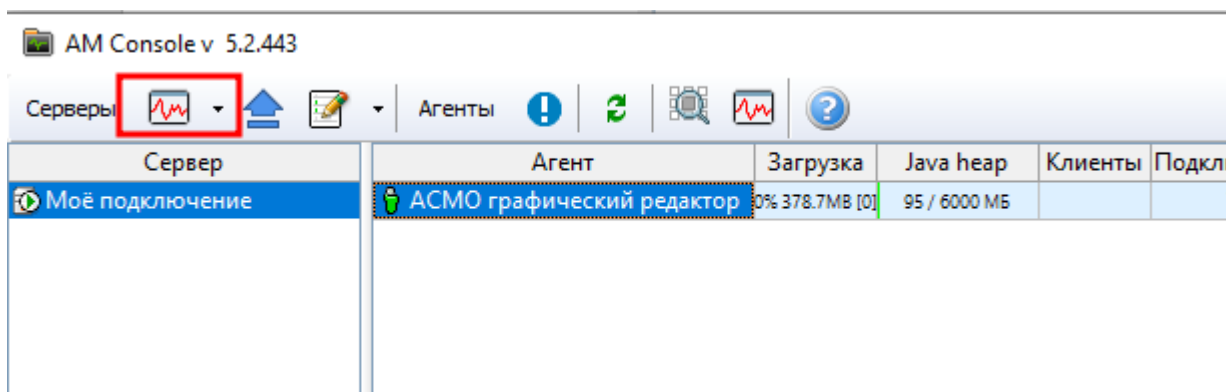 AM Console v 5.2.443
Серверы Агенты
Сервер Агент Загрузка Java heap Клиенты Подкл
Моё подключение АСМО графический редактор 0% 378.7MB [0] 95 / 6000 МБ